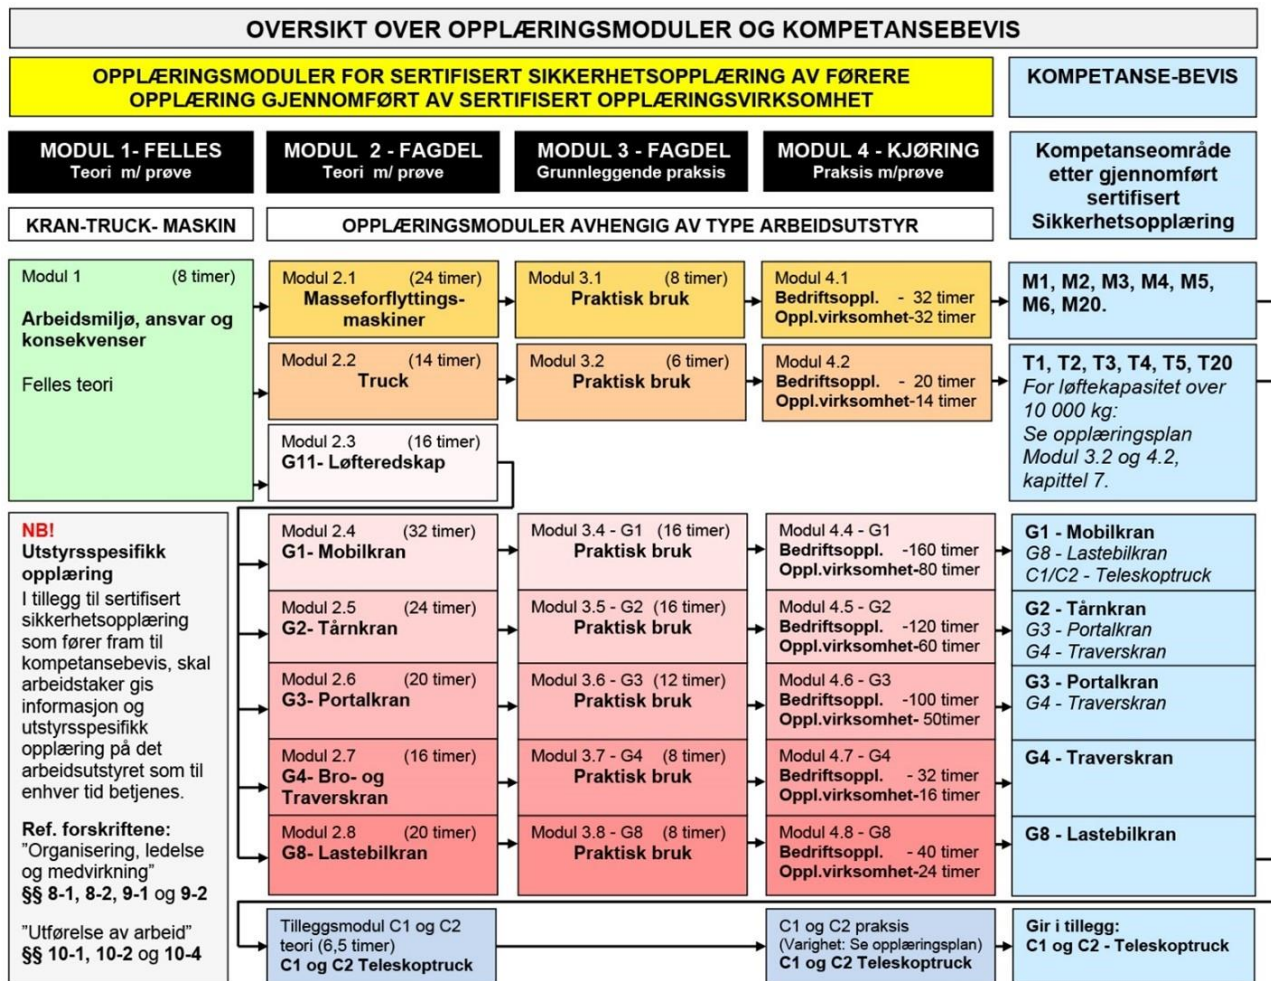 OVERSIKT OVER OPPLÆRINGSMODULER OG KOMPETANSEBEVIS
OPPLÆRINGSMODULER FOR SERTIFISERT SIKKERHETSOPPLÆRING AV FØRERE
OPPLÆRING GJENNOMFØRT AV SERTIFISERT OPPLÆRINGSVIRKSOMHET
KOMPETANSE-BEVIS
MODUL 1- FELLES
Teori m/ prøve
MODUL 2 - FAGDEL
Teori m/ prøve
MODUL 3 - FAGDEL
Grunnleggende praksis
MODUL 4 - KJØRING
Praksis m/prøve
Kompetanseområde
etter gjennomført
sertifisert
Sikkerhetsopplæring
KRAN-TRUCK- MASKIN
OPPLÆRINGSMODULER AVHENGIG AV TYPE ARBEIDSUTSTYR
Modul 1 (8 timer)
Arbeidsmiljø, ansvar og
konsekvenser
Felles teori
Modul 2.1 (24 timer)
Masseforflyttings-
maskiner
Modul 3.1 (8 timer)
Praktisk bruk
Modul 4.1
Bedriftsoppl. - 32 timer
Oppl.virksomhet-32 timer
M1, M2, M3, M4, M5,
M6, M20.
Modul 2.2 (14 timer)
Truck
Modul 3.2 (6 timer)
Praktisk bruk
Modul 4.2
Bedriftsoppl. - 20 timer
Oppl.virksomhet-14 timer
T1, T2, T3, T4, T5, T20
For løftekapasitet over
10 000 kg:
Se opplæringsplan
Modul 3.2 og 4.2,
kapittel 7.
Modul 2.3 (16 timer)
G11- Løfteredskap
NB!
Utstyrsspesifikk
opplæring
I tillegg til sertifisert
sikkerhetsopplæring
som fører fram til
kompetansebevis, skal
arbeidstaker gis
informasjon og
utstyrsspesifikk
opplæring på det
arbeidsutstyret som til
enhver tid betjenes.
Ref. forskriftene:
"Organisering, ledelse
og medvirkning"
§§ 8-1, 8-2, 9-1 og 9-2
"Utførelse av arbeid"
§§ 10-1, 10-2 og 10-4
Modul 2.4 (32 timer)
G1- Mobilkran
Modul 3.4 - G1 (16 timer)
Praktisk bruk
Modul 4.4 - G1
Bedriftsoppl. -160 timer
Oppl.virksomhet-80 timer
G1 - Mobilkran
G8 - Lastebilkran
C1/C2 - Teleskoptruck
Modul 2.5 (24 timer)
G2- Tårnkran
Modul 3.5 - G2 (16 timer)
Praktisk bruk
Modul 4.5 - G2
Bedriftsoppl. -120 timer
Oppl.virksomhet-60 timer
G2 - Tårnkran
G3 - Portalkran
G4 - Traverskran
Modul 2.6 (20 timer)
G3- Portalkran
Modul 3.6 - G3 (12 timer)
Praktisk bruk
Modul 4.6 - G3
Bedriftsoppl. -100 timer
Oppl.virksomhet- 50timer
G3 - Portalkran
G4 - Traverskran
Modul 2.7 (16 timer)
G4- Bro- og
Traverskran
Modul 3.7 - G4 (8 timer)
Praktisk bruk
Modul 4.7 - G4
Bedriftsoppl. - 32 timer
Oppl.virksomhet-16 timer
G4 - Traverskran
Modul 2.8 (20 timer)
G8- Lastebilkran
Modul 3.8 - G8 (8 timer)
Praktisk bruk
Modul 4.8 - G8
Bedriftsoppl. - 40 timer
Oppl.virksomhet-24 timer
G8 - Lastebilkran
Tilleggsmodul C1 og C2
teori (6,5 timer)
C1 og C2 Teleskoptruck
C1 og C2 praksis
(Varighet: Se opplæringsplan)
C1 og C2 Teleskoptruck
Gir i tillegg:
C1 og C2 - Teleskoptruck